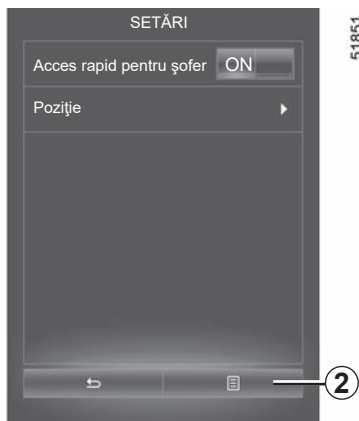 SETĂRI
Acces rapid pentru şofer ON
Poziţie
2
51851